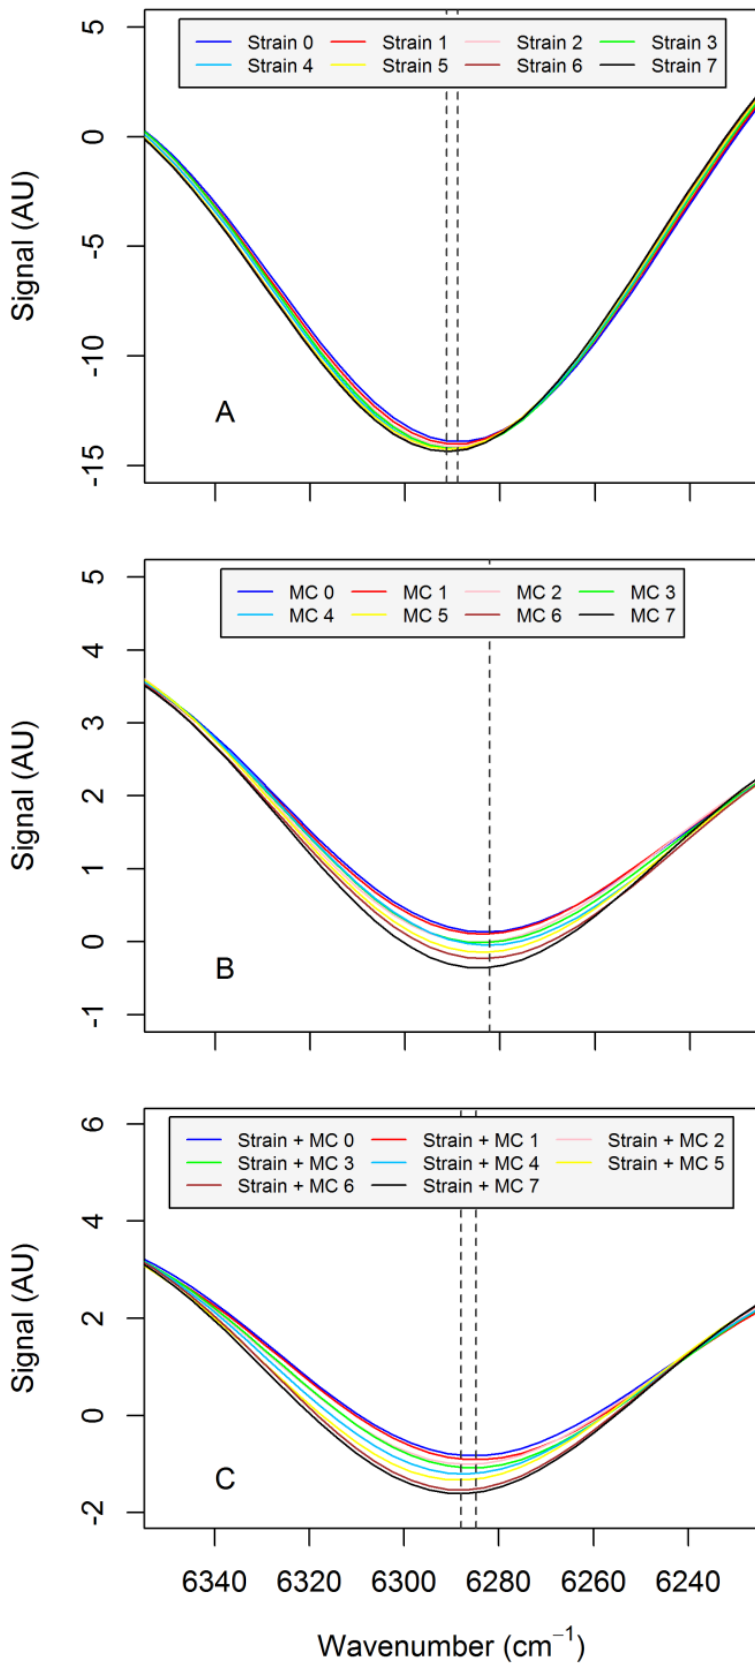 5
Strain 0 Strain 1 Strain 2 Strain 3
Strain 4 Strain 5 Strain 6 Strain 7
0
Signal (AU)
-5
-10
A
-15
5
MC 0 MC 1 MC 2 MC 3
MC 4 MC 5 MC 6 MC 7
4
3
Signal (AU)
2
1
0
B
-1
6
Strain + MC 0 Strain + MC 1 Strain + MC 2
Strain + MC 3 Strain + MC 4 Strain + MC 5
Strain + MC 6 Strain + MC 7
4
Signal (AU)
2
0
C
-2
6340 6320 6300 6280 6260 6240
Wavenumber (cm⁻¹)